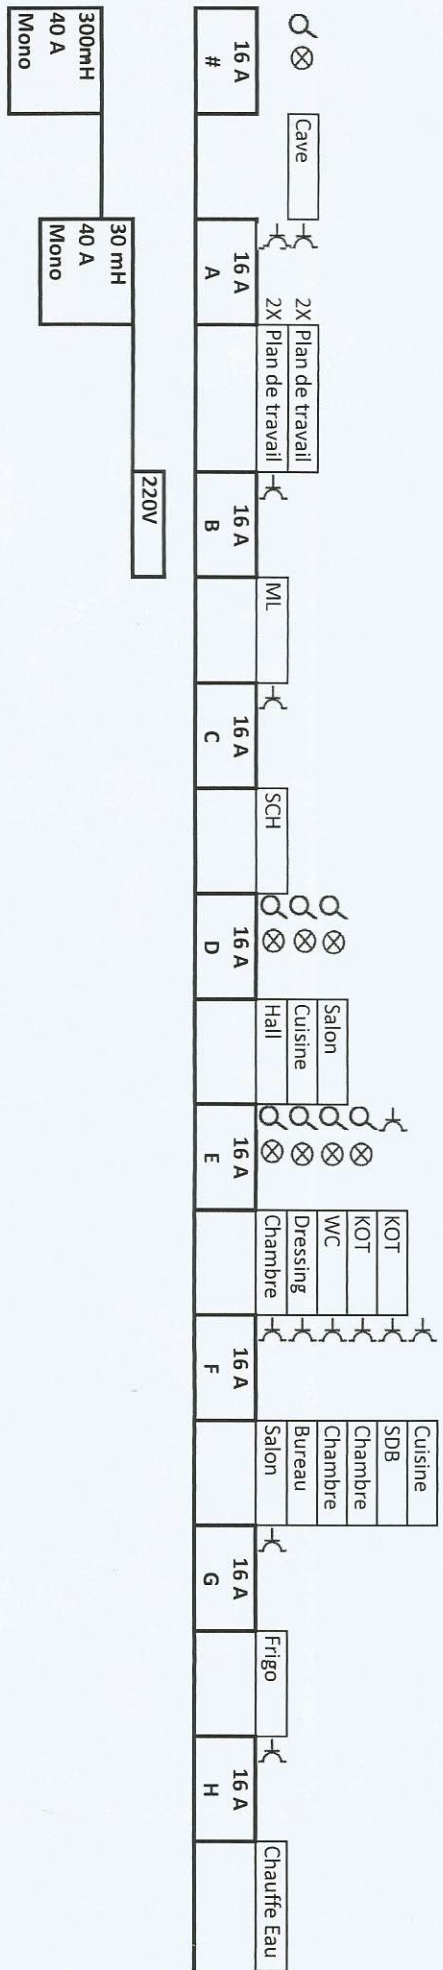 Cave
16 A
#
300mH
40 A
Mono
2X Plan de travail
2X Plan de travail
16 A
A
30 mH
40 A
Mono
ML
16 A
B
220V
SCH
16 A
C
Salon
Cuisine
Hall
16 A
D
KOT
KOT
WC
Dressing
Chambre
16 A
E
Cuisine
SDB
Chambre
Chambre
Bureau
Salon
16 A
F
Frigo
16 A
G
Chauffe Eau
16 A
H